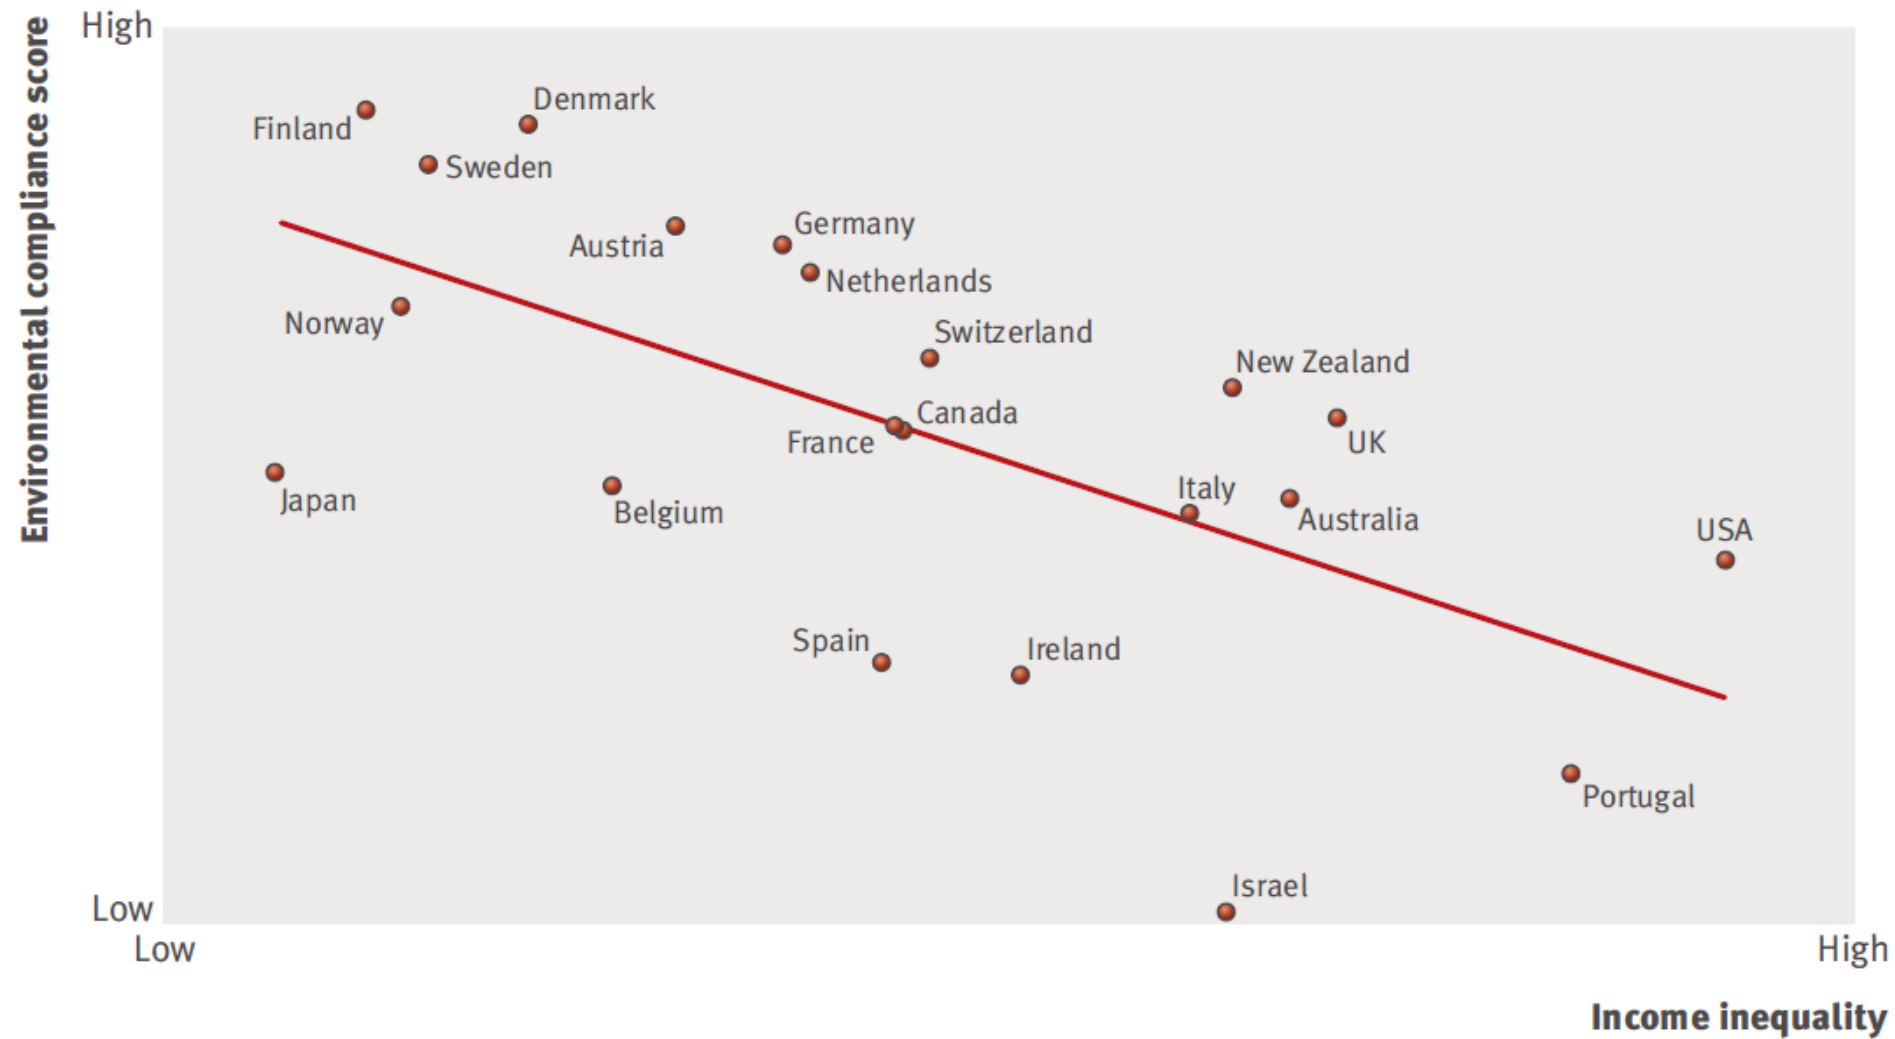 Environmental compliance score
High
Denmark
Finland
Sweden
Germany
Austria
Netherlands
Norway
Switzerland
New Zealand
Canada
France
UK
Japan
Italy
Belgium
Australia
USA
Spain
Ireland
Portugal
Israel
Low
Low
High
Income inequality